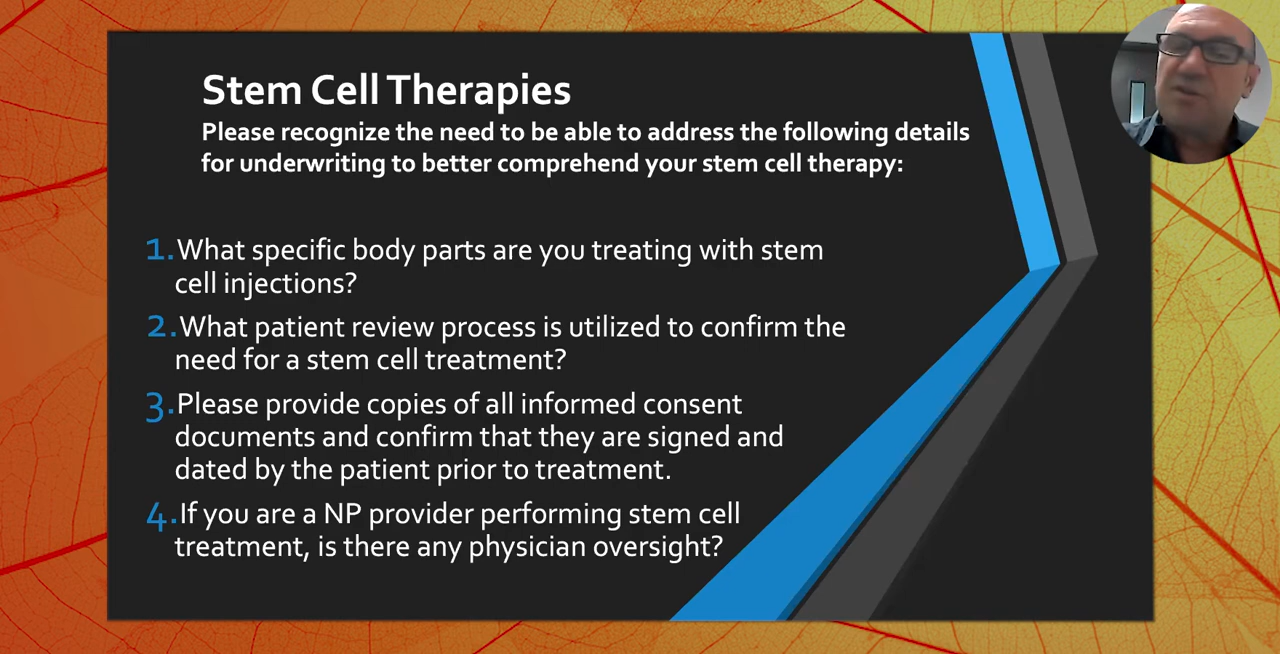 Stem Cell Therapies
Please recognize the need to be able to address the following details
for underwriting to better comprehend your stem cell therapy:
1.What specific body parts are you treating with stem
cell injections?
2.What patient review process is utilized to confirm the
need for a stem cell treatment?
3.Please provide copies of all informed consent
documents and confirm that they are signed and
dated by the patient prior to treatment.
4.If you are a NP provider performing stem cell
treatment, is there any physician oversight?